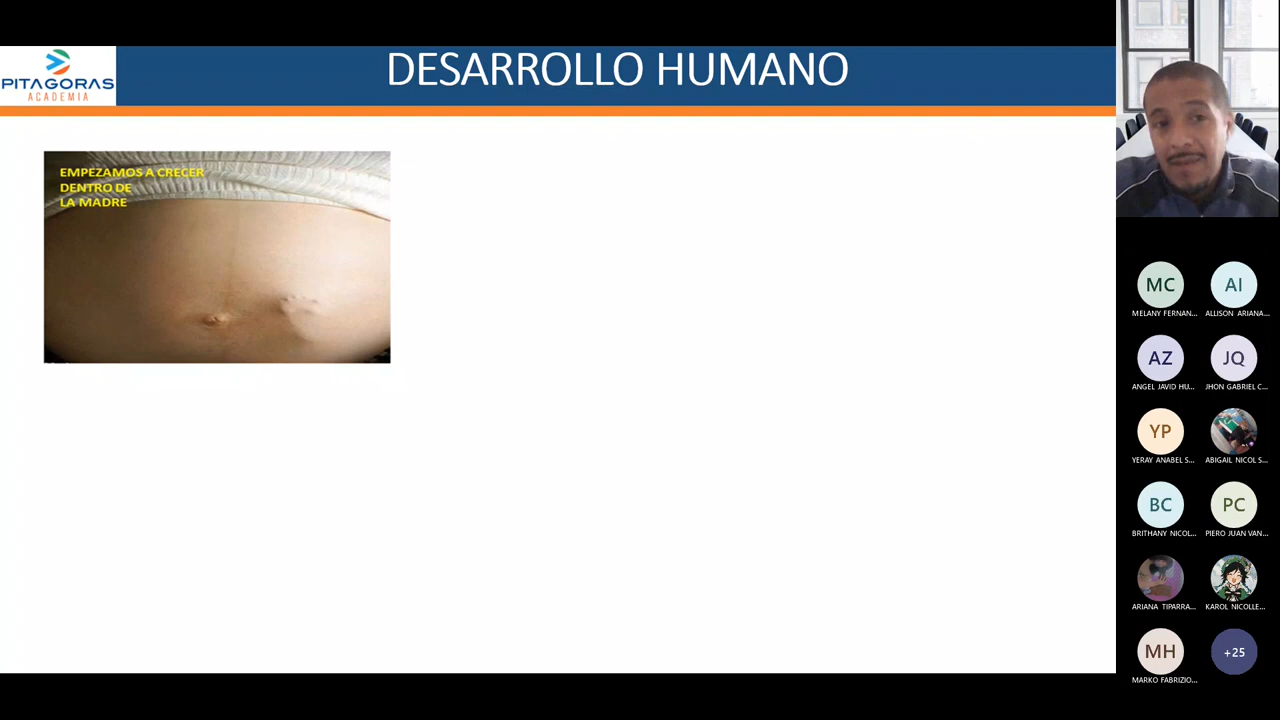 DESARROLLO HUMANO
PITAGORAS
ACADEMIA
EMPEZAMOS A CRECER
DENTRO DE
LA MADRE
MC
AI
MELANY FERNAN...
ALLISON ARIANA...
AZ
JQ
ANGEL JAVID HU...
JHON GABRIEL C...
YP
YERAY ANABEL S...
ABIGAIL NICOL S...
BC
PC
BRITHANY NICOL...
PIERO JUAN VAN...
ARIANA TIPARRA...
KAROL NICOLLE...
MH
+25
MARKO FABRIZIO...